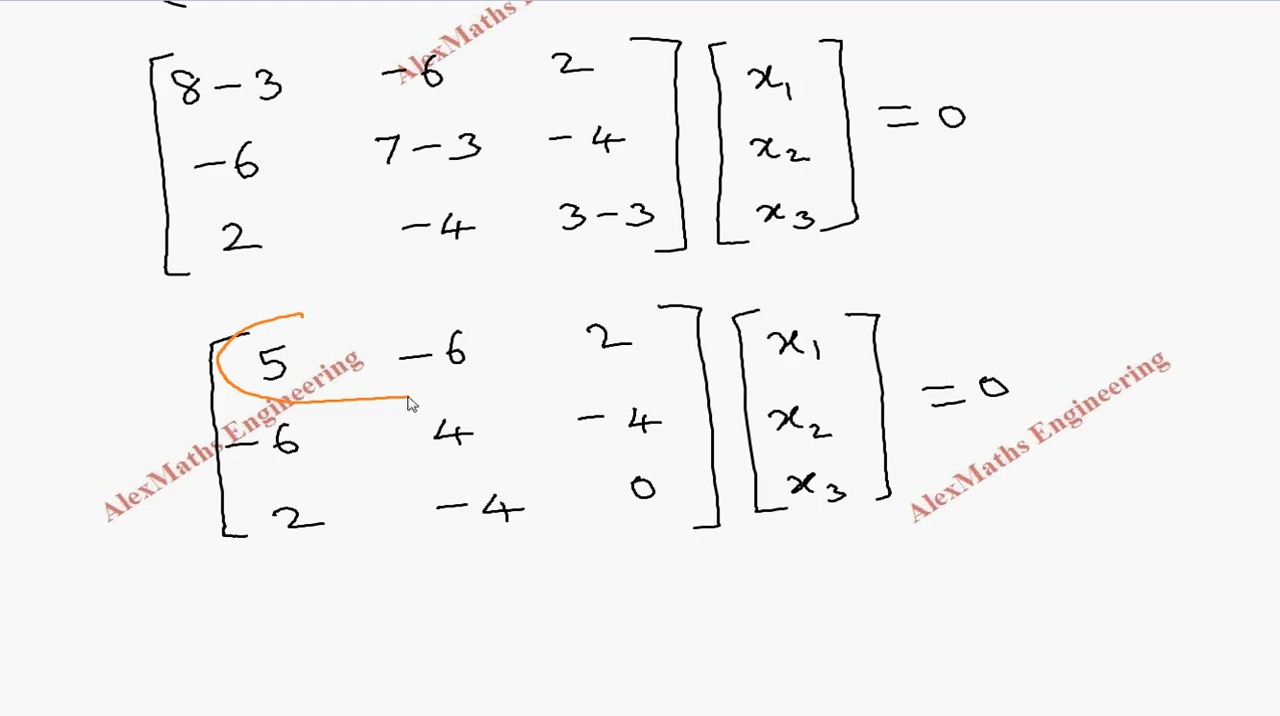 AlexMaths Engineering
8-3 -6 2 x₁
-6 7-3 -4 x₂ = 0
2 -4 3-3 x₃
5 -6 2 x₁
-6 4 -4 x₂ = 0
2 -4 0 x₃
AlexMaths Engineering
AlexMaths Engineering